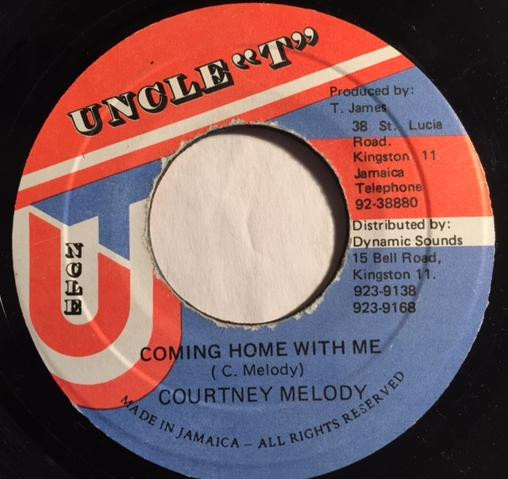 UNCLE "T"
Produced by:
T. James
38 St. Lucia
Road.
Kingston 11
Jamaica
Telephone
92-38880
Distributed by:
Dynamic Sounds
15 Bell Road,
Kingston 11.
923-9138
923-9168
UT
NCLE
COMING HOME WITH ME
( C. Melody)
COURTNEY MELODY
MADE IN JAMAICA – ALL RIGHTS RESERVED